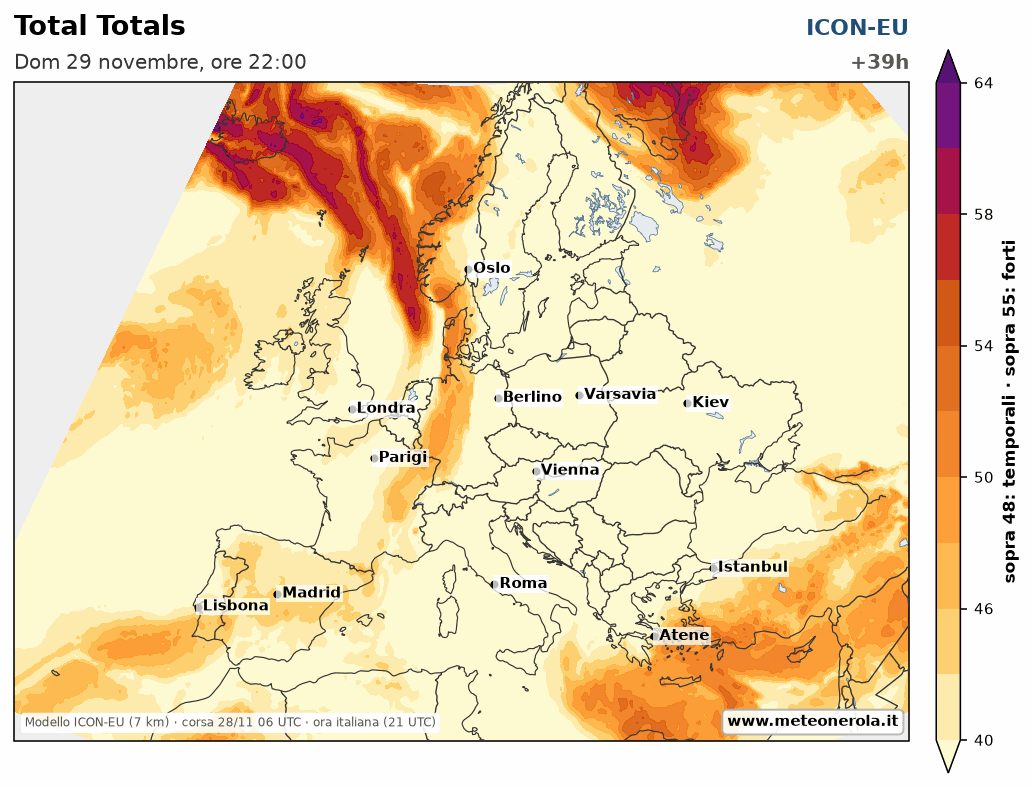 Total Totals
ICON-EU
Dom 29 novembre, ore 22:00
+39h
Oslo
Berlino
Varsavia
Kiev
Londra
Parigi
Vienna
Istanbul
Roma
Madrid
Lisbona
Atene
Modello ICON-EU (7 km) · corsa 28/11 06 UTC · ora italiana (21 UTC)
www.meteonerola.it
64
58
54
50
46
40
sopra 48: temporali · sopra 55: forti